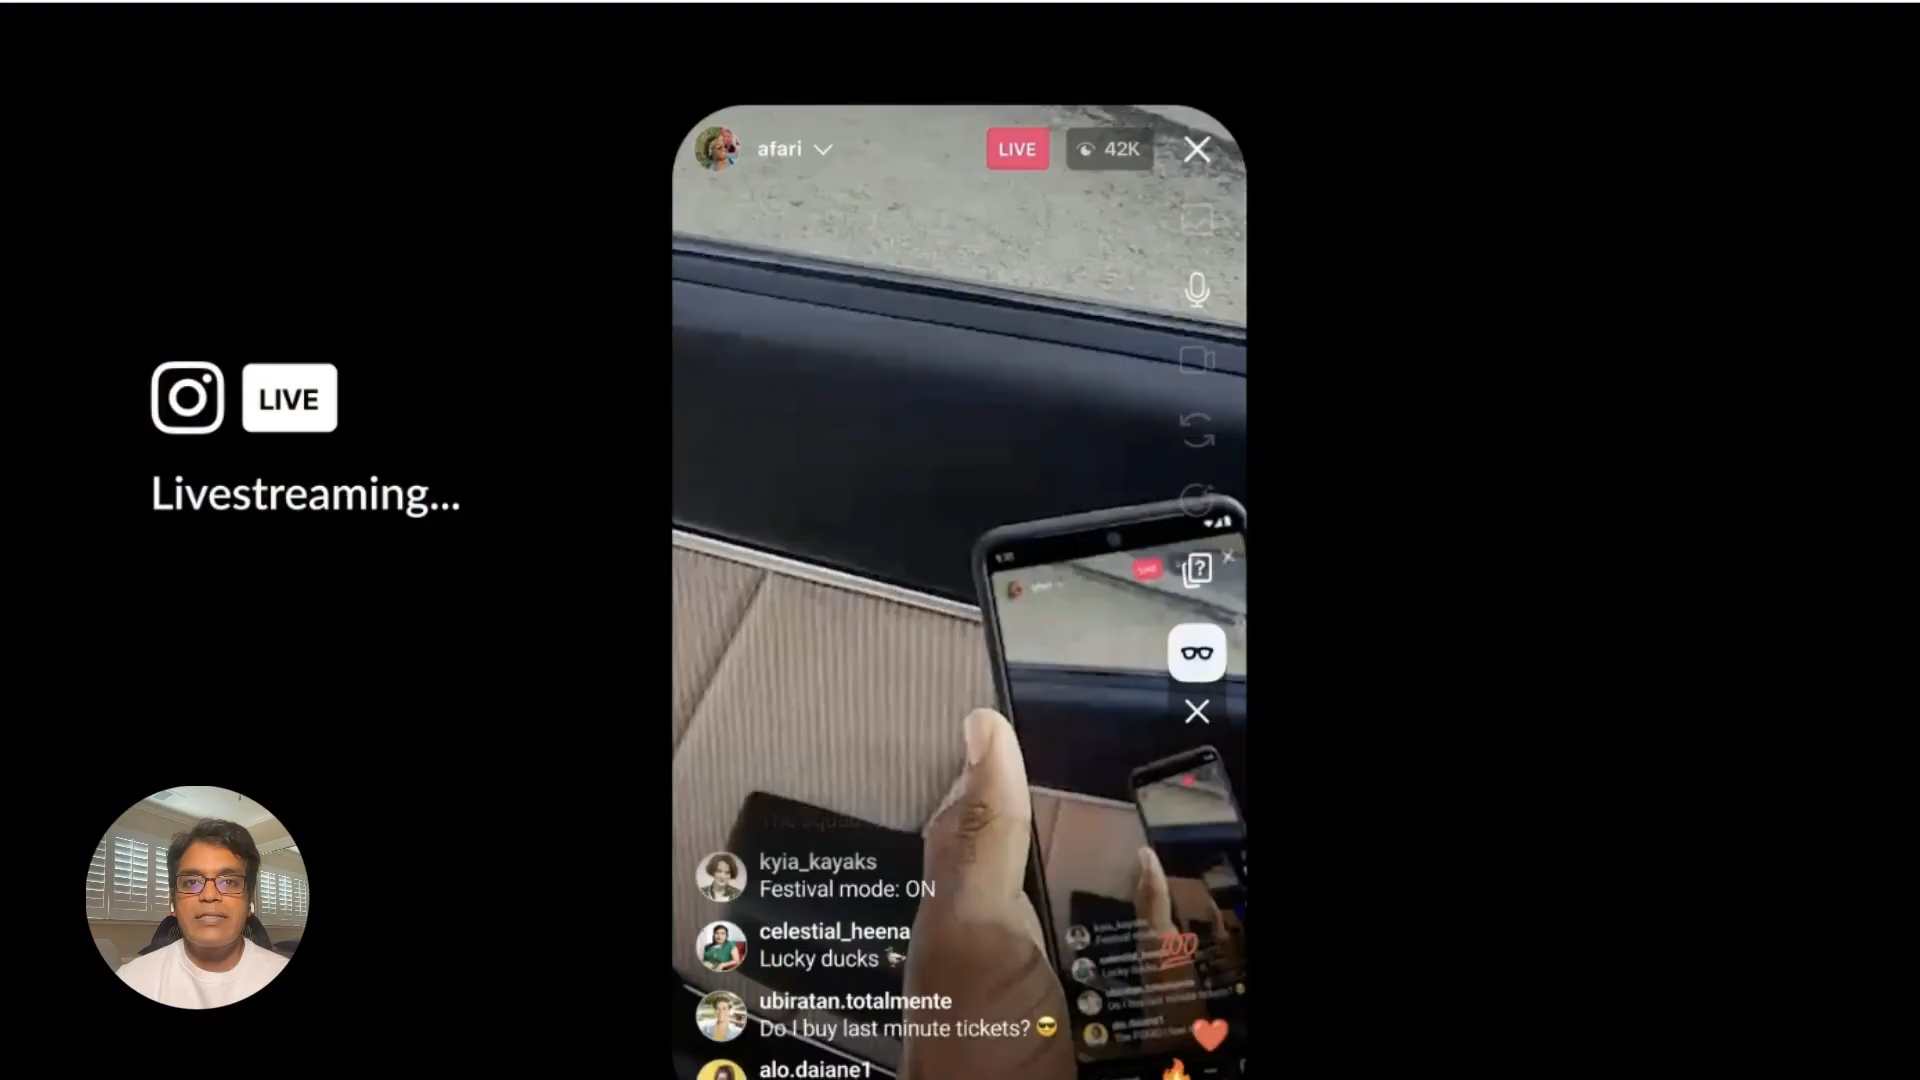 afari
LIVE
42K
LIVE
Livestreaming...
kyia_kayaks
Festival mode: ON
celestial_heena
Lucky ducks 🦆
ubiratan.totalmente
Do I buy last minute tickets? 😎
alo.daiane1